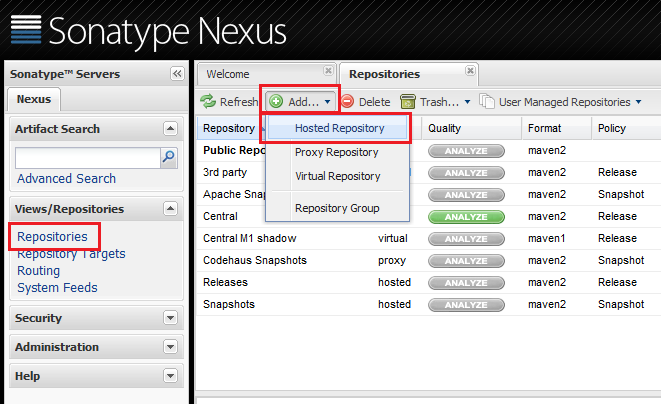 Sonatype Nexus
Sonatype™ Servers
Nexus
Artifact Search
Advanced Search
Views/Repositories
Repositories
Repository Targets
Routing
System Feeds
Security
Administration
Help
Welcome Repositories
Refresh Add... Delete Trash... User Managed Repositories
Repository Quality Format Policy
Hosted Repository
Proxy Repository
Virtual Repository
Repository Group
Public Repo ANALYZE maven2
3rd party ANALYZE maven2 Release
Apache Snap ANALYZE maven2 Snapshot
Central ANALYZE maven2 Release
Central M1 shadow virtual ANALYZE maven1 Release
Codehaus Snapshots proxy ANALYZE maven2 Snapshot
Releases hosted ANALYZE maven2 Release
Snapshots hosted ANALYZE maven2 Snapshot